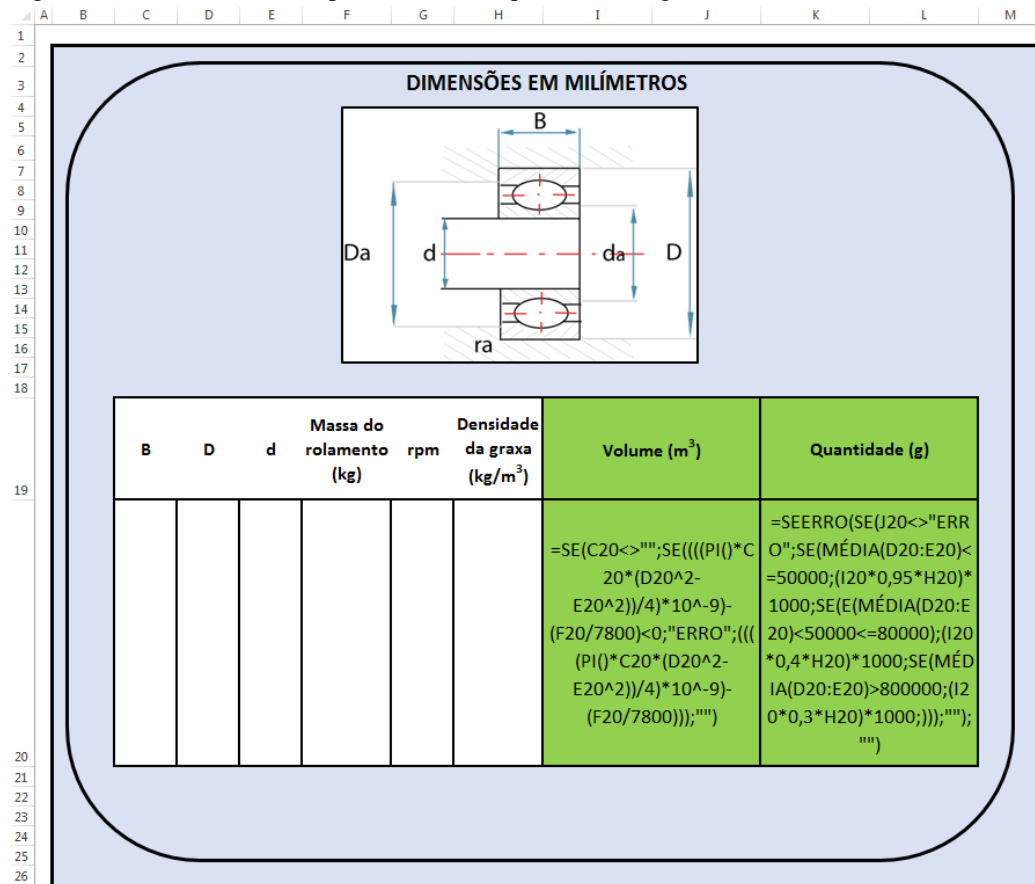 A B C D E F G H I J K L M
1
2
3
DIMENSÕES EM MILÍMETROS
4
5
B
6
7
8
9
10
11
Da d da D
12
13
14
15
16
ra
17
18
B D d Massa do rolamento (kg) rpm Densidade da graxa (kg/m³) Volume (m³) Quantidade (g)
19
=SE(C20<>"";SE((((PI()*C
20*(D20^2-
E20^2))/4)*10^-9)-
(F20/7800)<0;"ERRO";(((
(PI()*C20*(D20^2-
E20^2))/4)*10^-9)-
(F20/7800)));"")
=SEERRO(SE(J20<>"ERR
O";SE(MÉDIA(D20:E20)<
=50000;(I20*0,95*H20)*
1000;SE(E(MÉDIA(D20:E
20)<50000<=80000);(I20
*0,4*H20)*1000;SE(MÉD
IA(D20:E20)>800000;(I2
0*0,3*H20)*1000;)));"");
"")
20
21
22
23
24
25
26